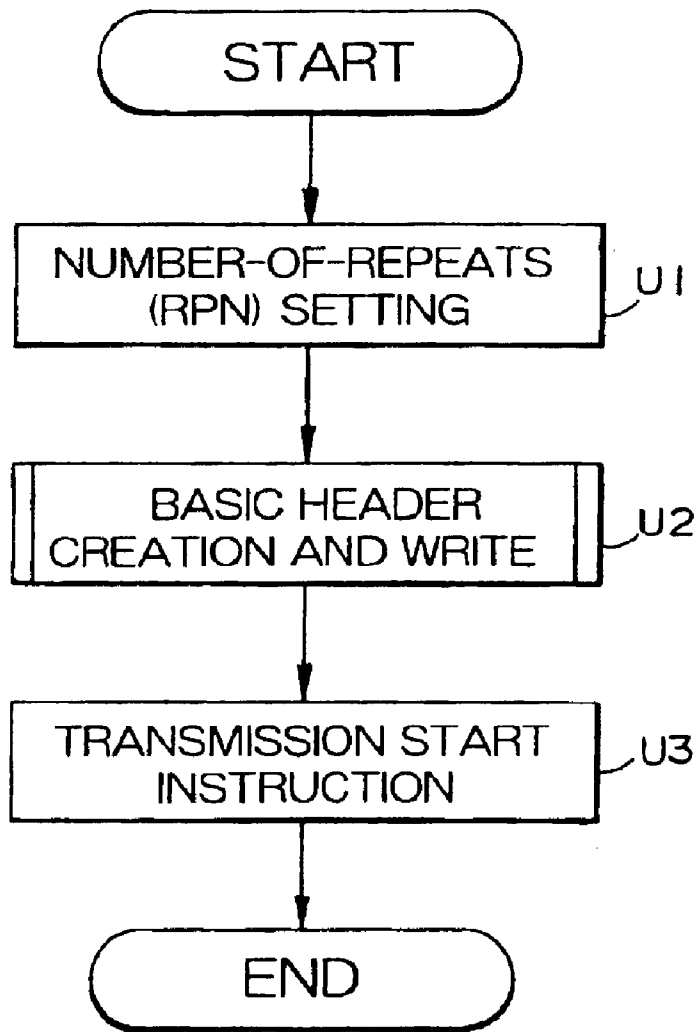 START
NUMBER-OF-REPEATS
(RPN) SETTING
U1
BASIC HEADER
CREATION AND WRITE
U2
TRANSMISSION START
INSTRUCTION
U3
END